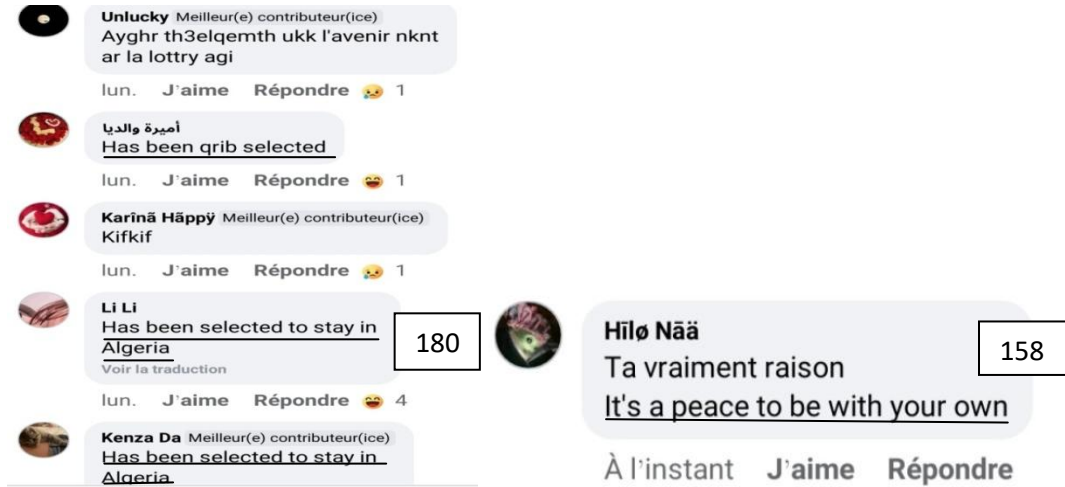 Unlucky Meilleur(e) contributeur(ice)
Ayghr th3elqemth ukk l'avenir nknt
ar la lottry agi
lun. J'aime Répondre 😥 1
أميرة والديا
Has been qrib selected
lun. J'aime Répondre 😄 1
Karînã Hãppÿ Meilleur(e) contributeur(ice)
Kifkif
lun. J'aime Répondre 😥 1
Li Li
Has been selected to stay in
Algeria
Voir la traduction
lun. J'aime Répondre 😄 4
180
Kenza Da Meilleur(e) contributeur(ice)
Has been selected to stay in
Algeria
Hīlø Nāä
Ta vraiment raison
It's a peace to be with your own
À l'instant J'aime Répondre
158